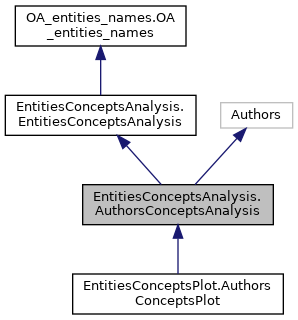 OA_entities_names.OA
_entities_names
EntitiesConceptsAnalysis.
EntitiesConceptsAnalysis
Authors
EntitiesConceptsAnalysis.
AuthorsConceptsAnalysis
EntitiesConceptsPlot.Authors
ConceptsPlot